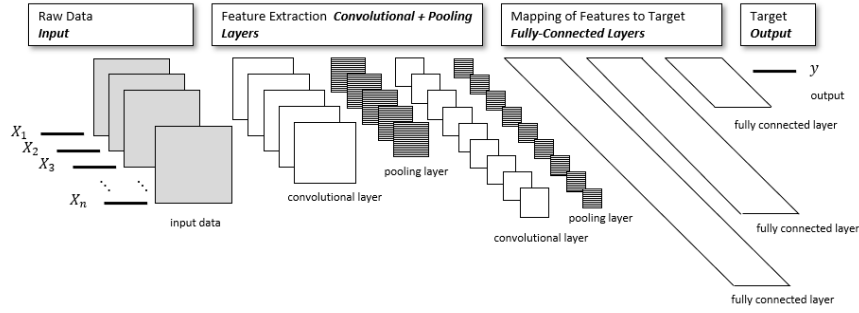 Raw Data
Input
Feature Extraction Convolutional + Pooling
Layers
Mapping of Features to Target
Fully-Connected Layers
Target
Output
X1
X2
X3
Xn
input data
convolutional layer
pooling layer
convolutional layer
pooling layer
fully connected layer
fully connected layer
fully connected layer
y
output